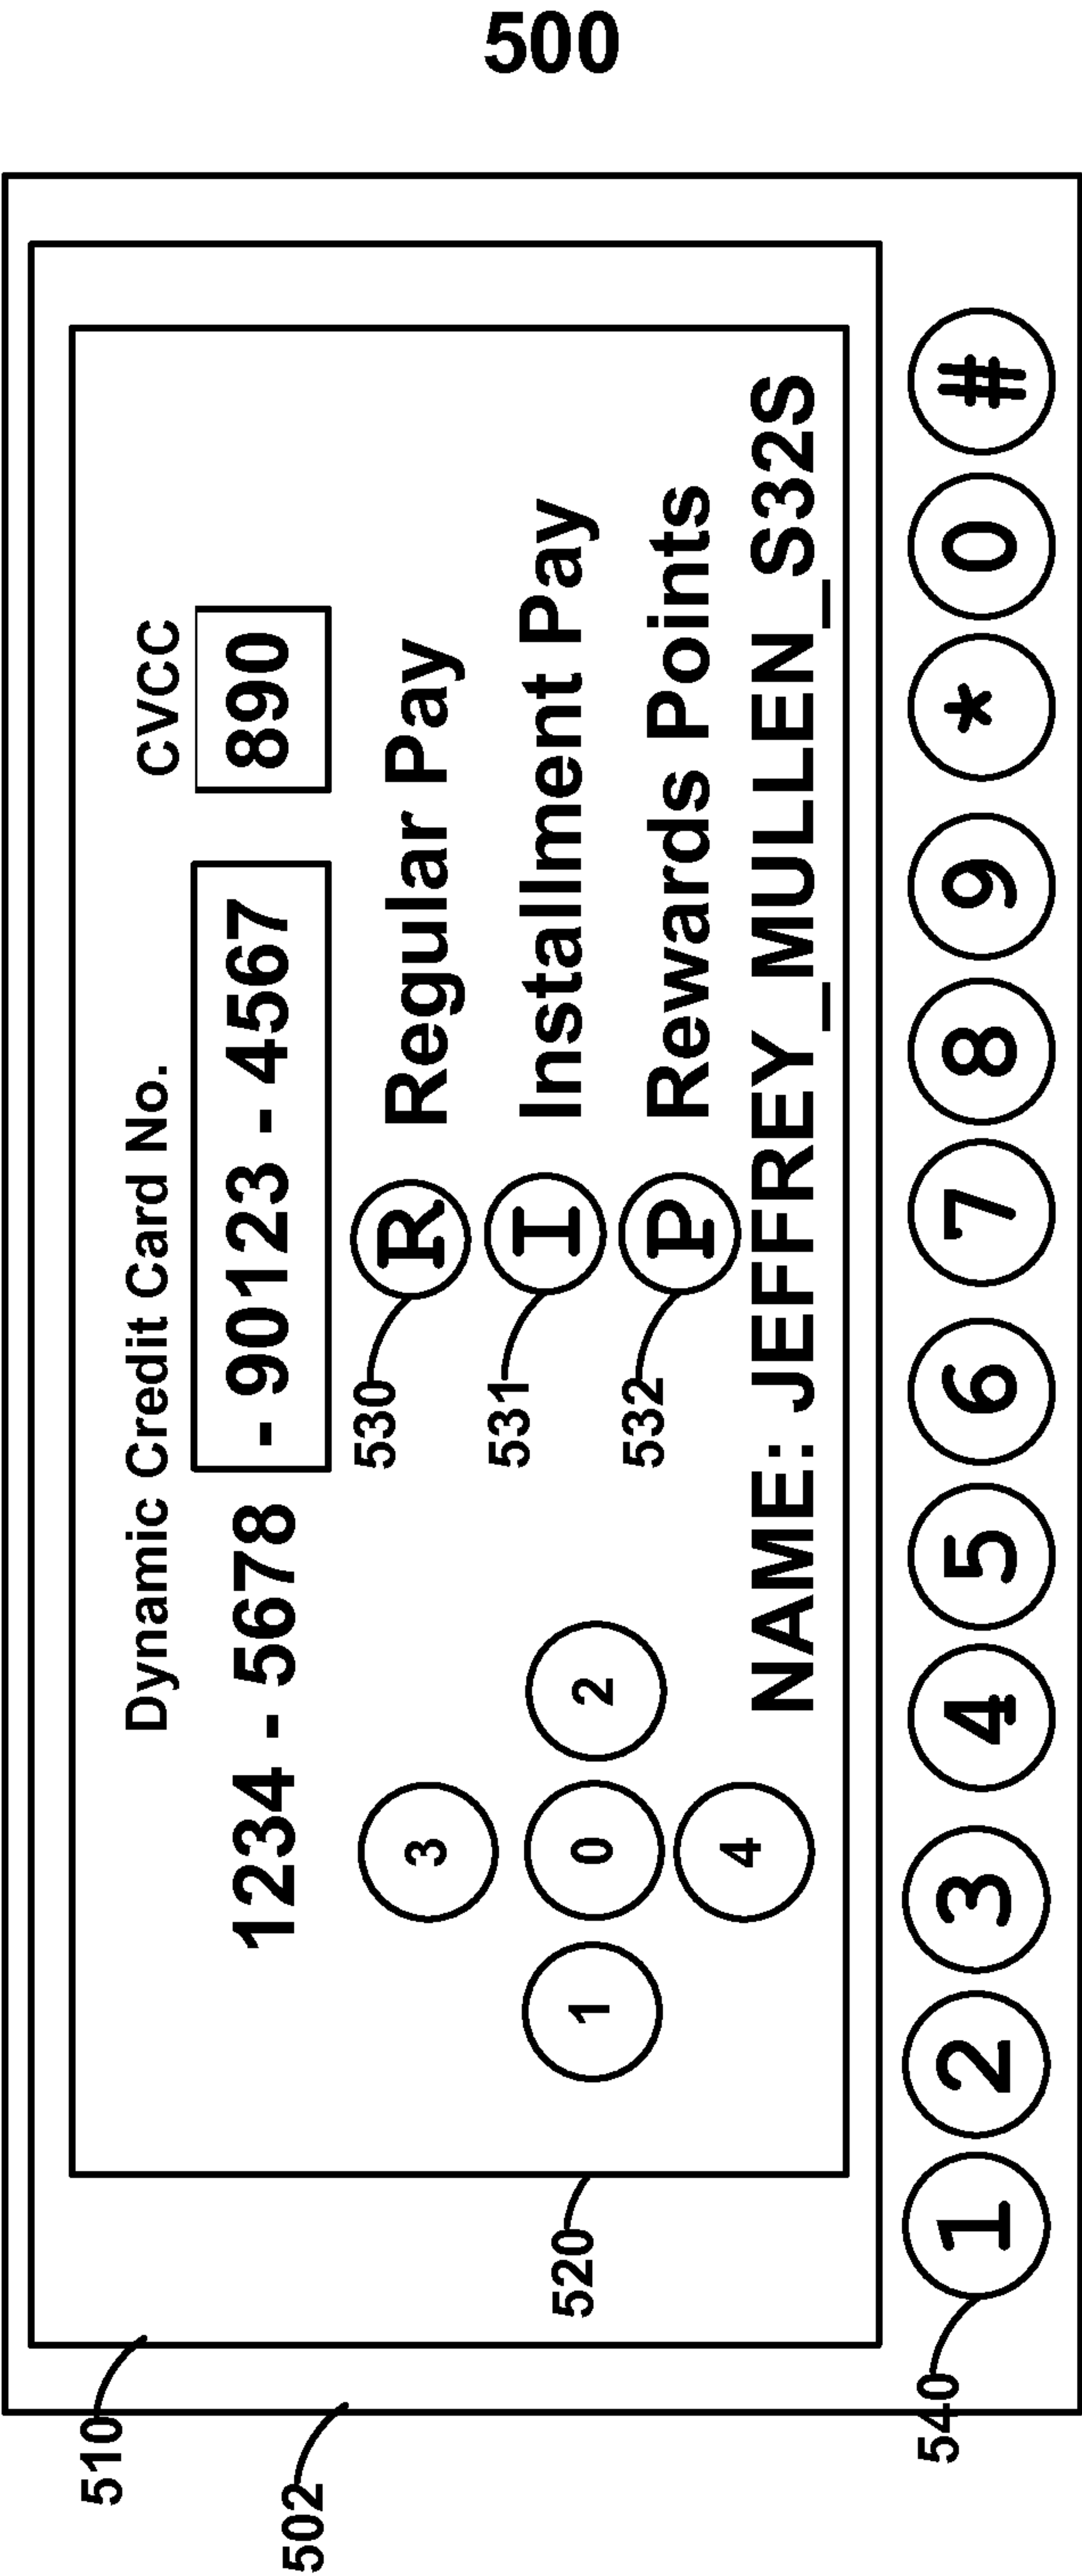 500
Dynamic Credit Card No.
CVCC
1234 - 5678 - 90123 - 4567
890
530
R Regular Pay
531
I Installment Pay
532
P Rewards Points
3
1 0 2
4
NAME: JEFFREY_MULLEN_S32S
510
502
520
540
1 2 3 4 5 6 7 8 9 * 0 #